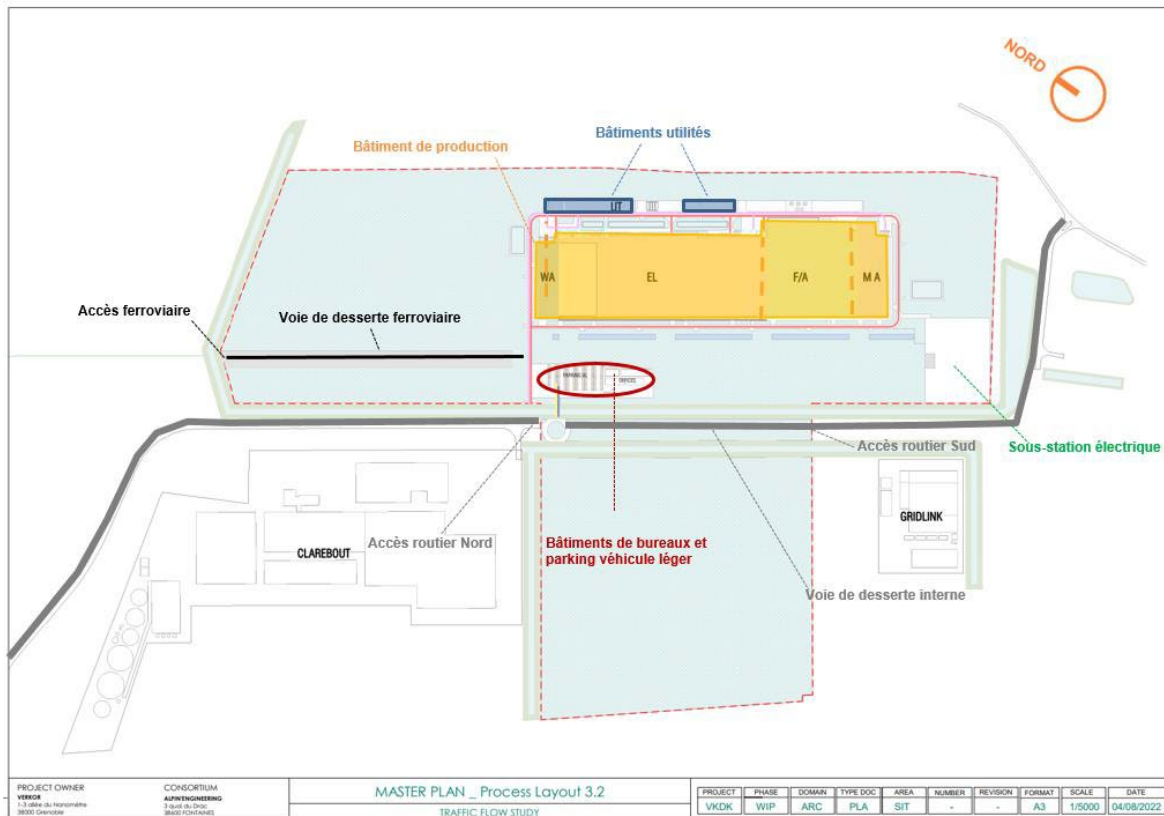 NORD
Bâtiments utilités
Bâtiment de production
UT
WA
EL
F/A
M A
Accès ferroviaire
Voie de desserte ferroviaire
PARKING VL
OFFICES
Accès routier Sud
Sous-station électrique
GRIDLINK
Accès routier Nord
CLAREBOUT
Bâtiments de bureaux et
parking véhicule léger
Voie de desserte interne
PROJECT OWNER
VERKOR
1-3 allée du Nanomètre
38000 Grenoble
CONSORTIUM
ALP'IN ENGINEERING
3 quai du Drac
38600 FONTAINES
MASTER PLAN _ Process Layout 3.2
TRAFFIC FLOW STUDY
PROJECT PHASE DOMAIN TYPE DOC AREA NUMBER REVISION FORMAT SCALE DATE
VKDK WIP ARC PLA SIT - - A3 1/5000 04/08/2022